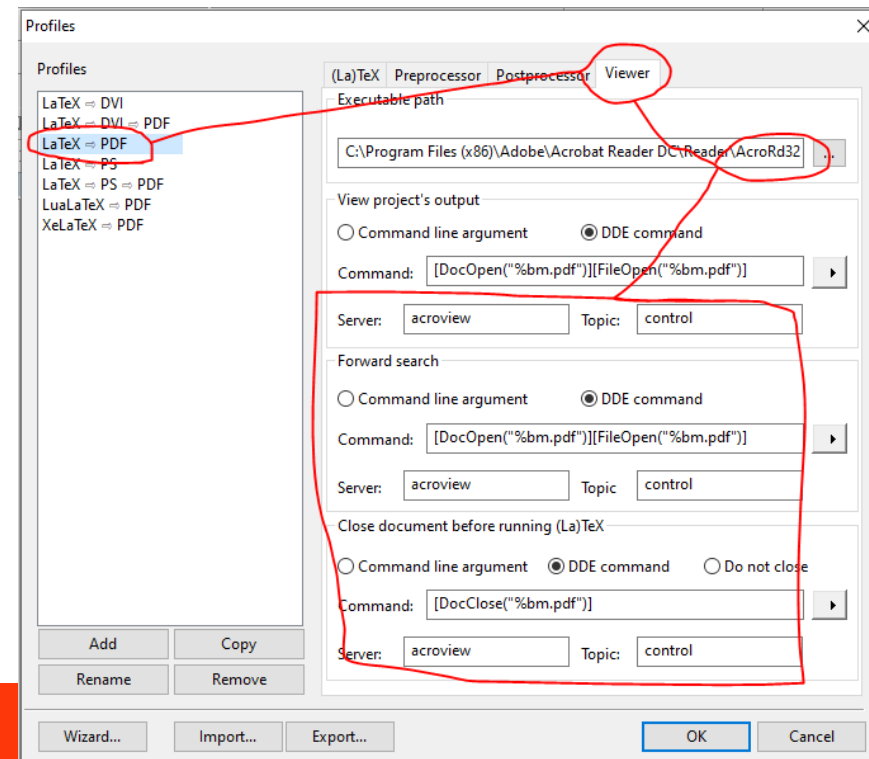 Profiles
Profiles
LaTeX ⇨ DVI
LaTeX ⇨ DVI ⇨ PDF
LaTeX ⇨ PDF
LaTeX ⇨ PS
LaTeX ⇨ PS ⇨ PDF
LuaLaTeX ⇨ PDF
XeLaTeX ⇨ PDF
Add Copy
Rename Remove
(La)TeX Preprocessor Postprocessor Viewer
Executable path
C:\Program Files (x86)\Adobe\Acrobat Reader DC\Reader\AcroRd32 ...
View project's output
Command line argument DDE command
Command: [DocOpen("%bm.pdf")][FileOpen("%bm.pdf")]
Server: acroview Topic: control
Forward search
Command line argument DDE command
Command: [DocOpen("%bm.pdf")][FileOpen("%bm.pdf")]
Server: acroview Topic control
Close document before running (La)TeX
Command line argument DDE command Do not close
Command: [DocClose("%bm.pdf")]
Server: acroview Topic: control
Wizard... Import... Export... OK Cancel